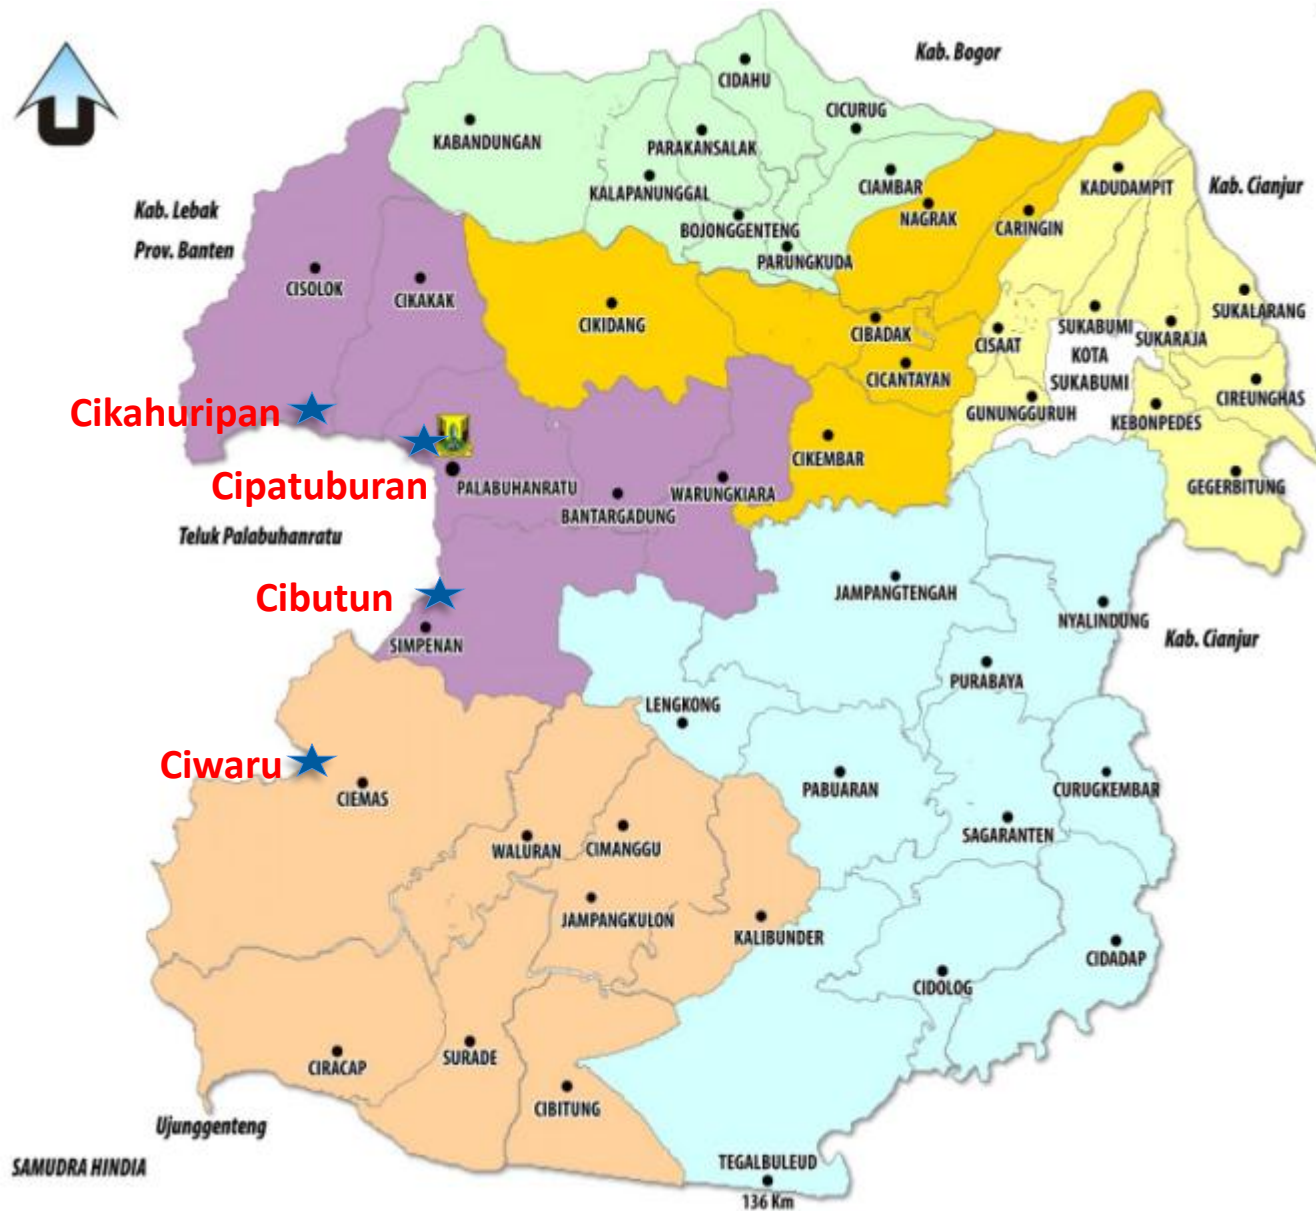 Kab. Bogor
CIDAHU
CICURUG
KABANDUNGAN
PARAKANSALAK
KALAPANUNGGAL
CIAMBAR
KADUDAMPIT
Kab. Cianjur
Kab. Lebak
Prov. Banten
NAGRAK
CARINGIN
BOJONGGENTENG
PARUNGKUDA
CISOLOK
CIKAKAK
CIKIDANG
CIBADAK
CISAAT
SUKABUMI
SUKARAJA
SUKALARANG
KOTA
SUKABUMI
CICANTAYAN
GUNUNGGURUH
KEBONPEDES
CIREUNGHAS
Cikahuripan
CIKEMBAR
GEGERBITUNG
Cipatuburan
PALABUHANRATU
BANTARGADUNG
WARUNGKIARA
Teluk Palabuhanratu
Cibutun
JAMPANGTENGAH
NYALINDUNG
Kab. Cianjur
SIMPENAN
PURABAYA
LENGKONG
Ciwaru
CIEMAS
PABUARAN
CURUGKEMBAR
SAGARANTEN
WALURAN
CIMANGGU
JAMPANGKULON
KALIBUNDER
CIDADAP
CIDOLOG
CIRACAP
SURADE
CIBITUNG
Ujunggenteng
SAMUDRA HINDIA
TEGALBULEUD
136 Km